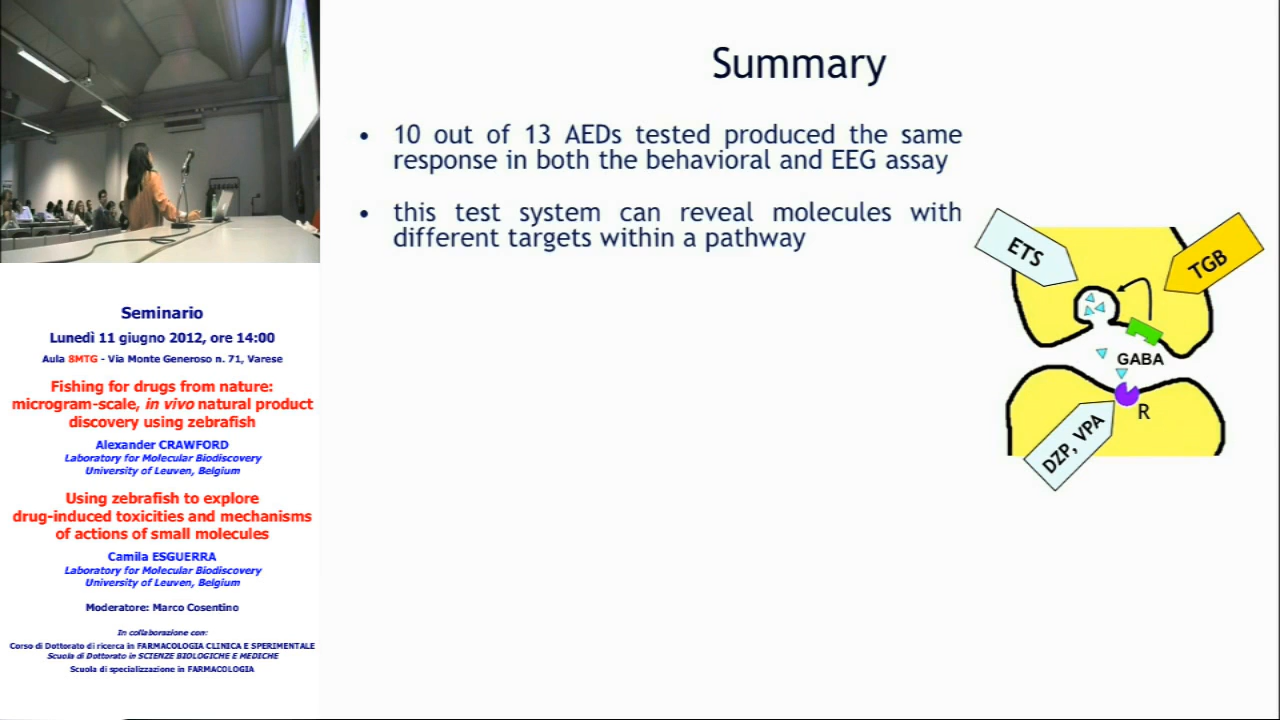 Summary
• 10 out of 13 AEDs tested produced the same
response in both the behavioral and EEG assay
• this test system can reveal molecules with
different targets within a pathway
ETS
TGB
GABA
R
DZP, VPA
Seminario
Lunedì 11 giugno 2012, ore 14:00
Aula 8MTG - Via Monte Generoso n. 71, Varese
Fishing for drugs from nature:
microgram-scale, in vivo natural product
discovery using zebrafish
Alexander CRAWFORD
Laboratory for Molecular Biodiscovery
University of Leuven, Belgium
Using zebrafish to explore
drug-induced toxicities and mechanisms
of actions of small molecules
Camila ESGUERRA
Laboratory for Molecular Biodiscovery
University of Leuven, Belgium
Moderatore: Marco Cosentino
In collaborazione con:
Corso di Dottorato di ricerca in FARMACOLOGIA CLINICA E SPERIMENTALE
Scuola di Dottorato in SCIENZE BIOLOGICHE E MEDICHE
Scuola di specializzazione in FARMACOLOGIA